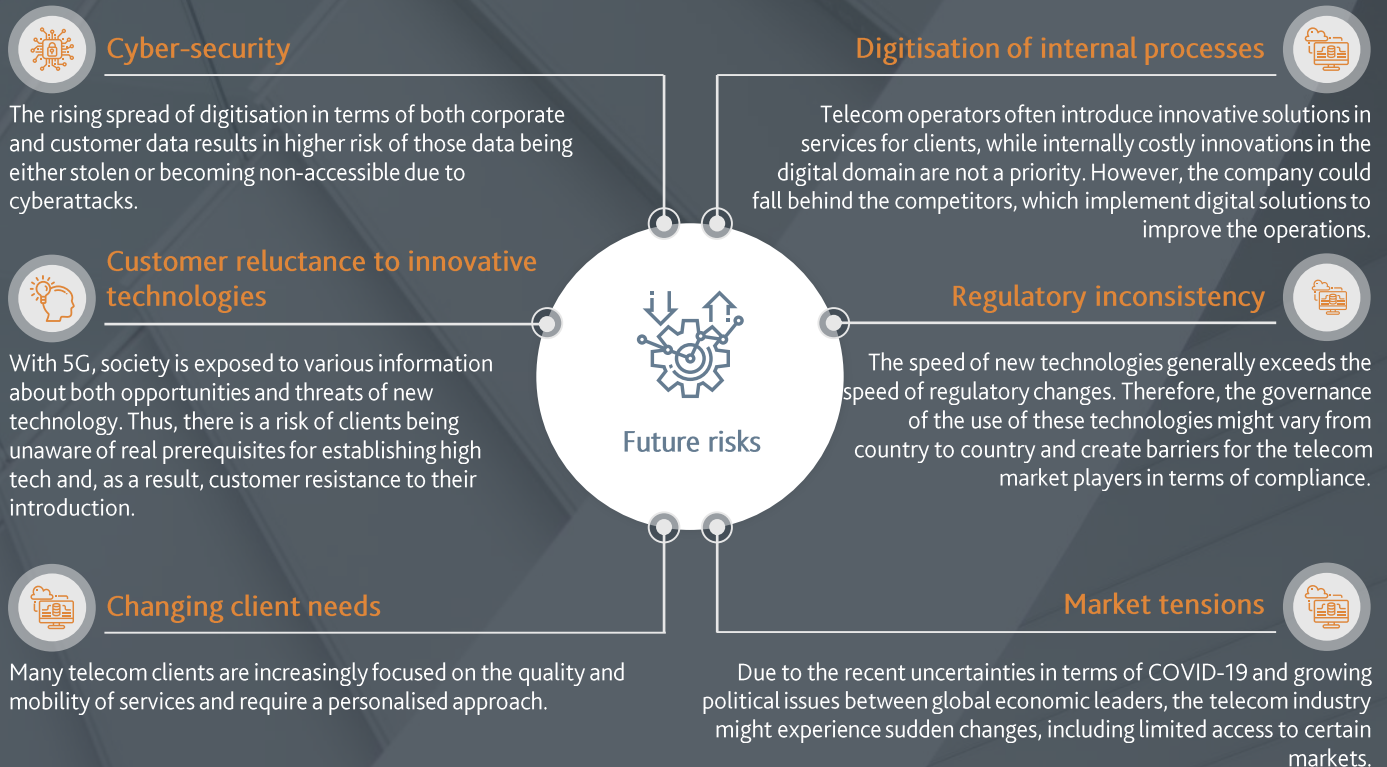 Cyber-security
The rising spread of digitisation in terms of both corporate
and customer data results in higher risk of those data being
either stolen or becoming non-accessible due to
cyberattacks.
Digitisation of internal processes
Telecom operators often introduce innovative solutions in
services for clients, while internally costly innovations in the
digital domain are not a priority. However, the company could
fall behind the competitors, which implement digital solutions to
improve the operations.
Customer reluctance to innovative
technologies
With 5G, society is exposed to various information
about both opportunities and threats of new
technology. Thus, there is a risk of clients being
unaware of real prerequisites for establishing high
tech and, as a result, customer resistance to their
introduction.
Future risks
Regulatory inconsistency
The speed of new technologies generally exceeds the
speed of regulatory changes. Therefore, the governance
of the use of these technologies might vary from
country to country and create barriers for the telecom
market players in terms of compliance.
Changing client needs
Many telecom clients are increasingly focused on the quality and
mobility of services and require a personalised approach.
Market tensions
Due to the recent uncertainties in terms of COVID-19 and growing
political issues between global economic leaders, the telecom industry
might experience sudden changes, including limited access to certain
markets.